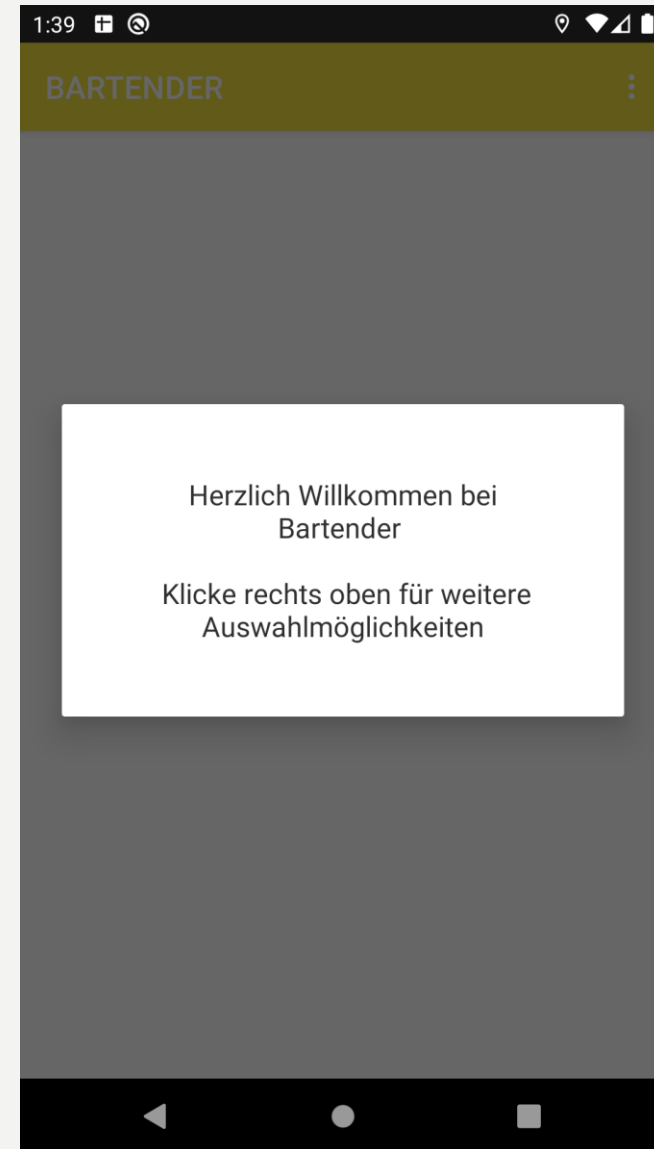 1:39
BARTENDER
Herzlich Willkommen bei
Bartender
Klicke rechts oben für weitere
Auswahlmöglichkeiten